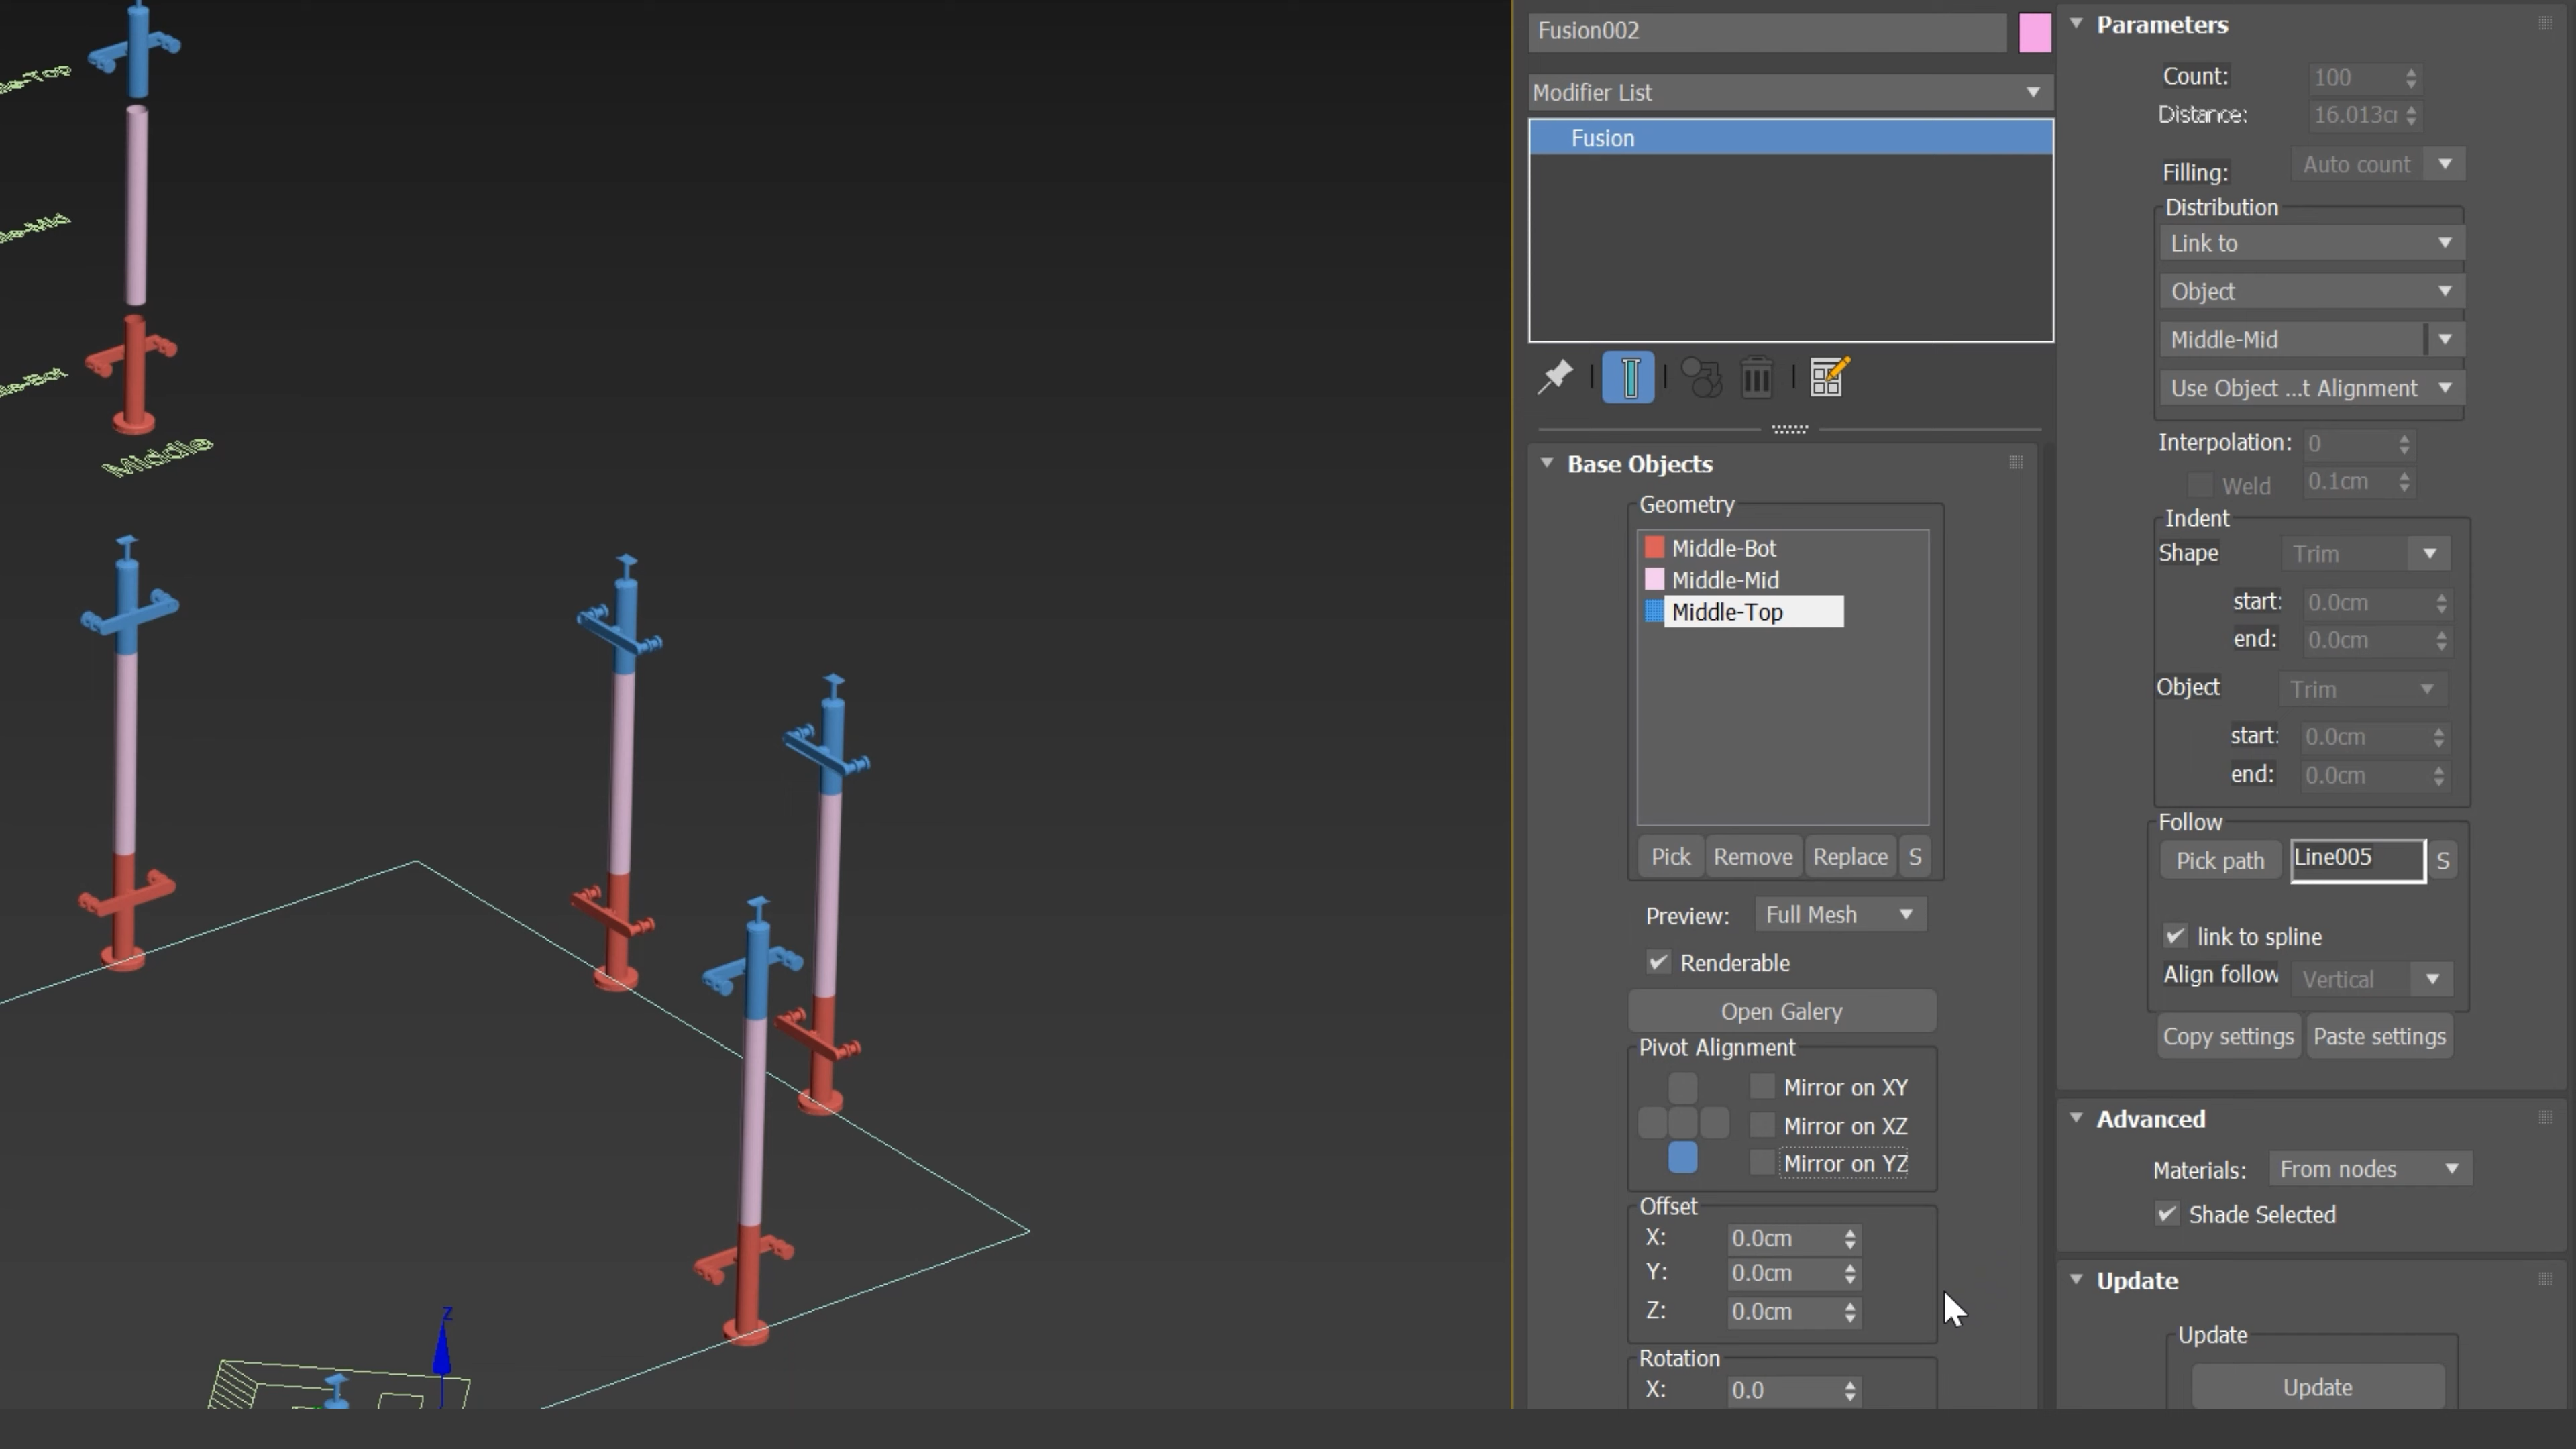 Middle
Z
Fusion002
Modifier List
Fusion
Base Objects
Geometry
Middle-Bot
Middle-Mid
Middle-Top
Pick
Remove
Replace
S
Preview:
Full Mesh
Renderable
Open Galery
Pivot Alignment
Mirror on XY
Mirror on XZ
Mirror on YZ
Offset
X:
0.0cm
Y:
0.0cm
Z:
0.0cm
Rotation
X:
0.0
Parameters
Count:
100
Distance:
16.013c
Filling:
Auto count
Distribution
Link to
Object
Middle-Mid
Use Object ...t Alignment
Interpolation:
0
Weld
0.1cm
Indent
Shape
Trim
start:
0.0cm
end:
0.0cm
Object
Trim
start:
0.0cm
end:
0.0cm
Follow
Pick path
Line005
S
link to spline
Align follow
Vertical
Copy settings
Paste settings
Advanced
Materials:
From nodes
Shade Selected
Update
Update
Update